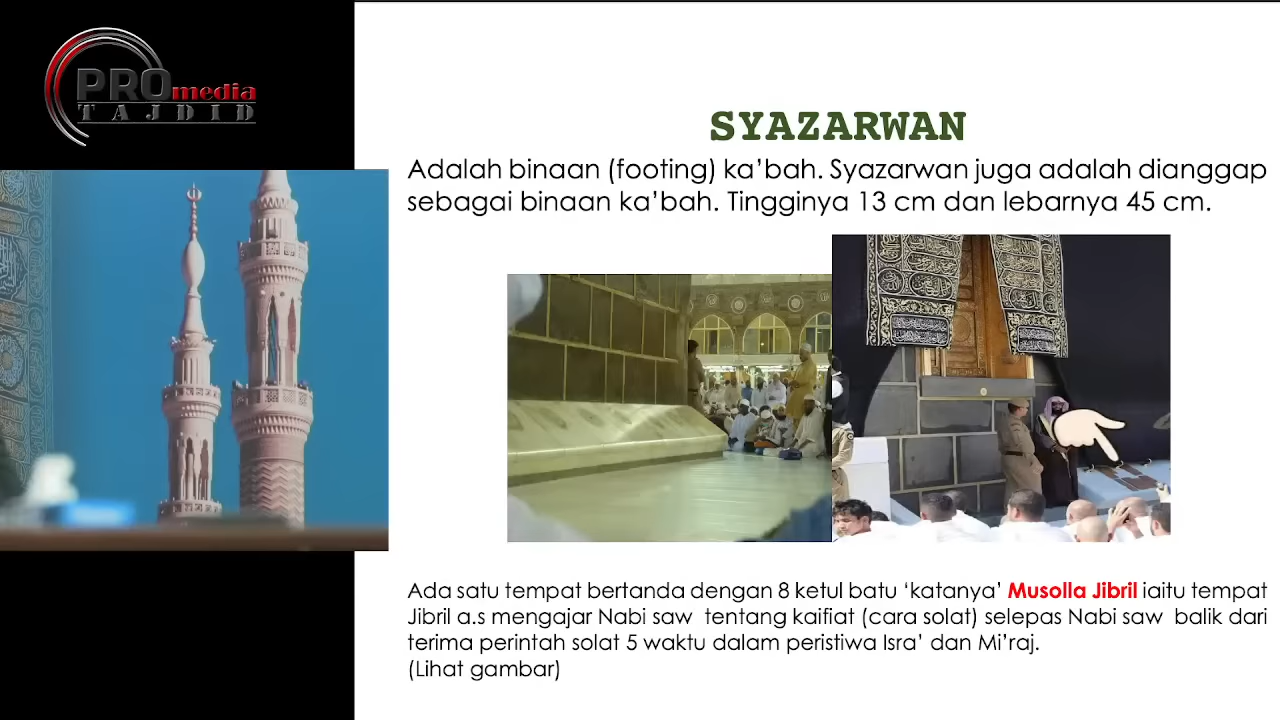 PROmedia
TAJDID
SYAZARWAN
Adalah binaan (footing) ka’bah. Syazarwan juga adalah dianggap
sebagai binaan ka’bah. Tingginya 13 cm dan lebarnya 45 cm.
Ada satu tempat bertanda dengan 8 ketul batu ‘katanya’ Musolla Jibril iaitu tempat
Jibril a.s mengajar Nabi saw tentang kaifiat (cara solat) selepas Nabi saw balik dari
terima perintah solat 5 waktu dalam peristiwa Isra’ dan Mi’raj.
(Lihat gambar)